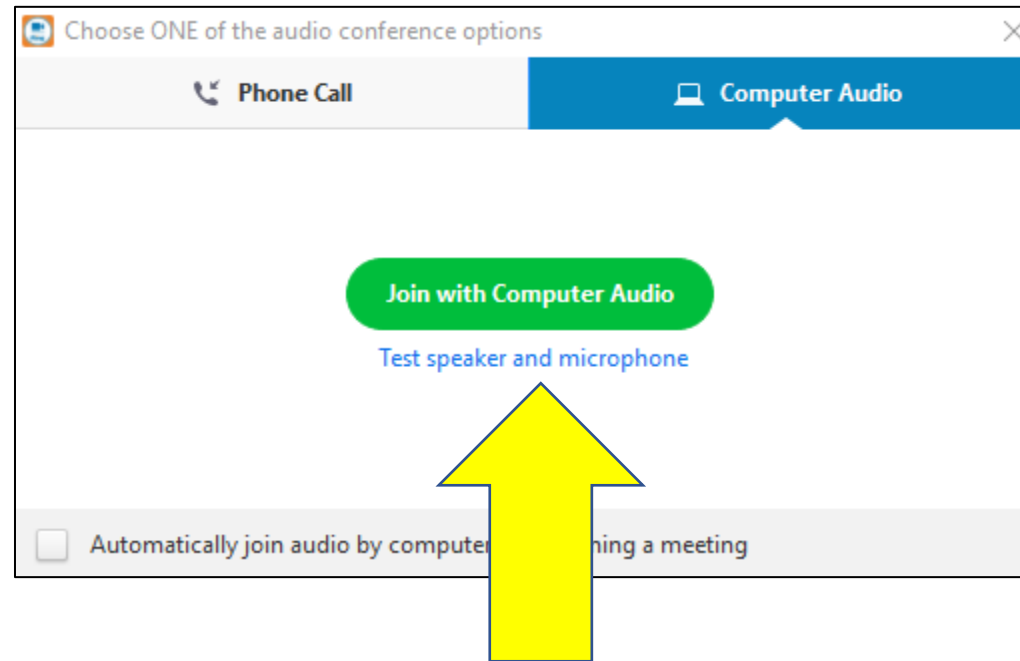 Choose ONE of the audio conference options
Phone Call
Computer Audio
Join with Computer Audio
Test speaker and microphone
Automatically join audio by computer ning a meeting